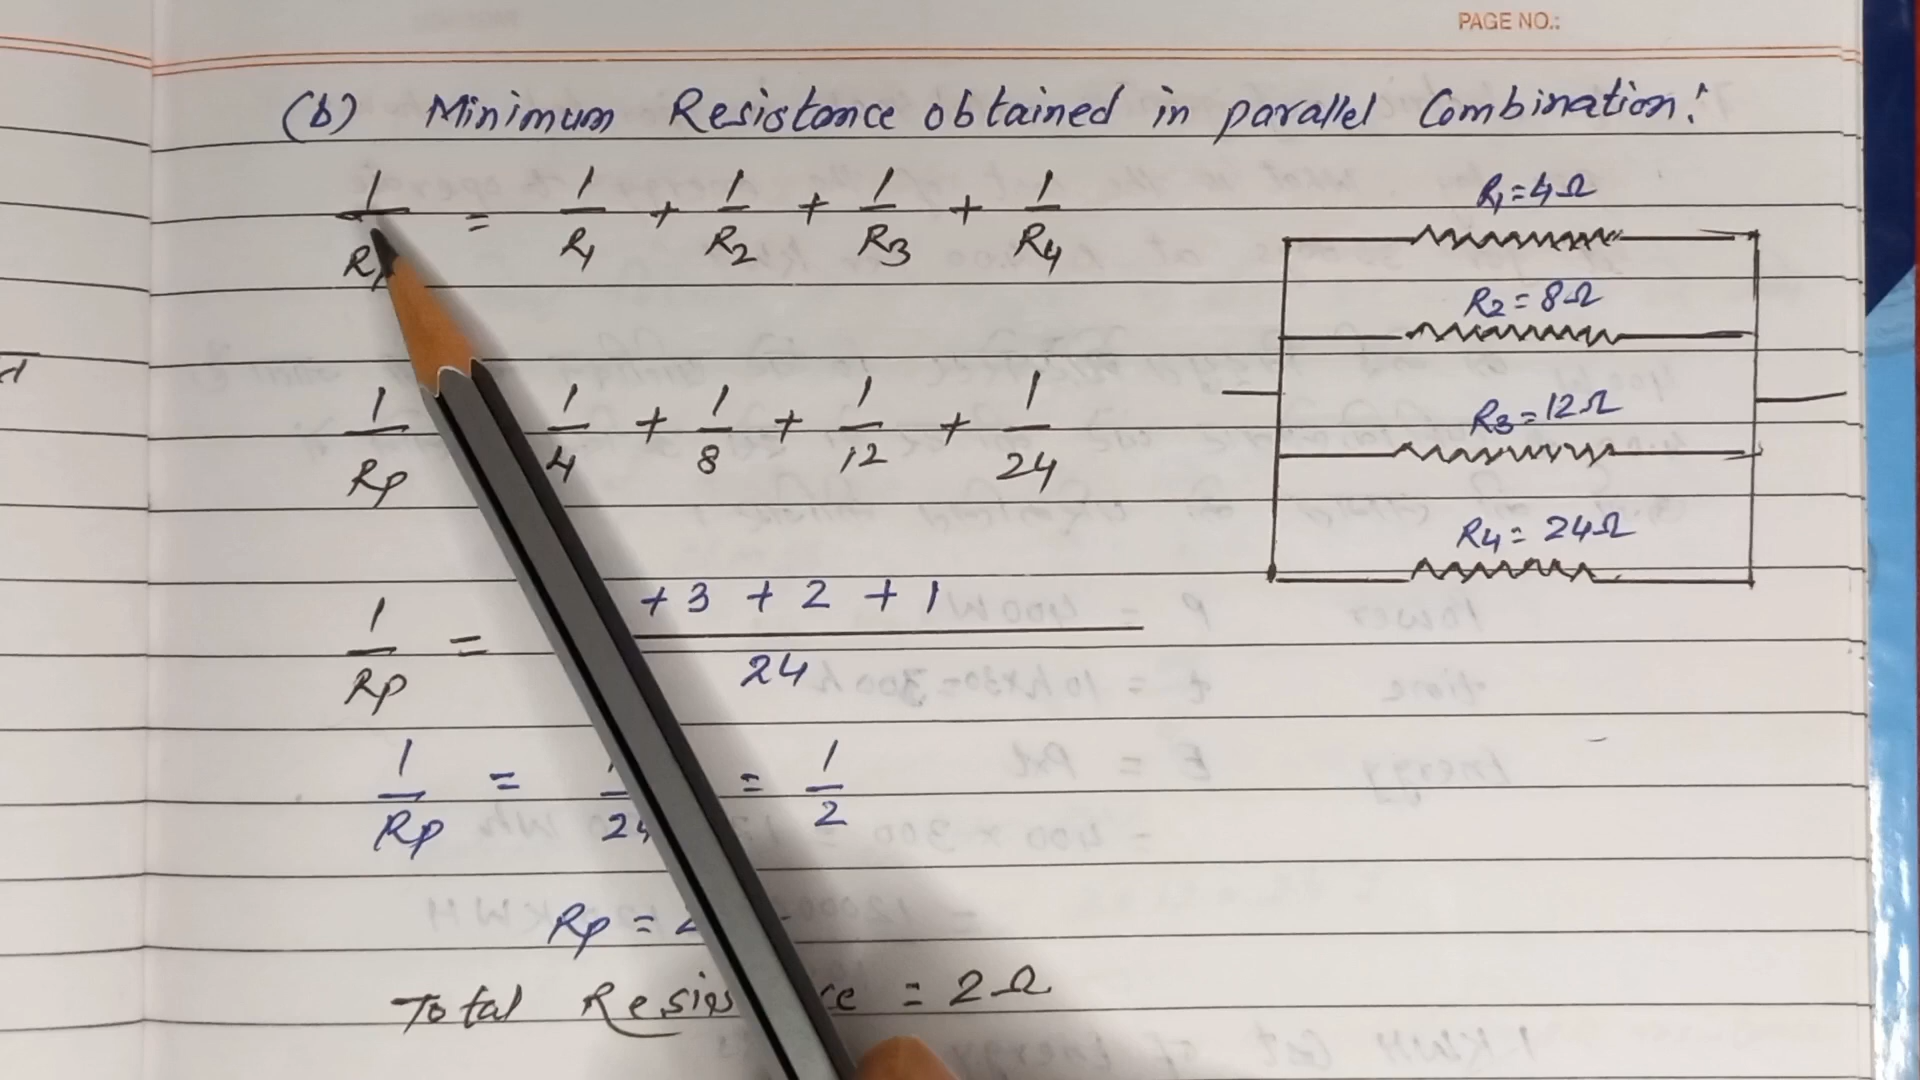 PAGE NO.:
(b) Minimum Resistance obtained in parallel Combination:
1/R = 1/R1 + 1/R2 + 1/R3 + 1/R4
R1=4Ω
R2=8Ω
R3=12Ω
R4=24Ω
1/Rp 1/4 + 1/8 + 1/12 + 1/24
1/Rp = +3 +2 +1 / 24
1/Rp = = 1/2
Rp =
Total = 2Ω